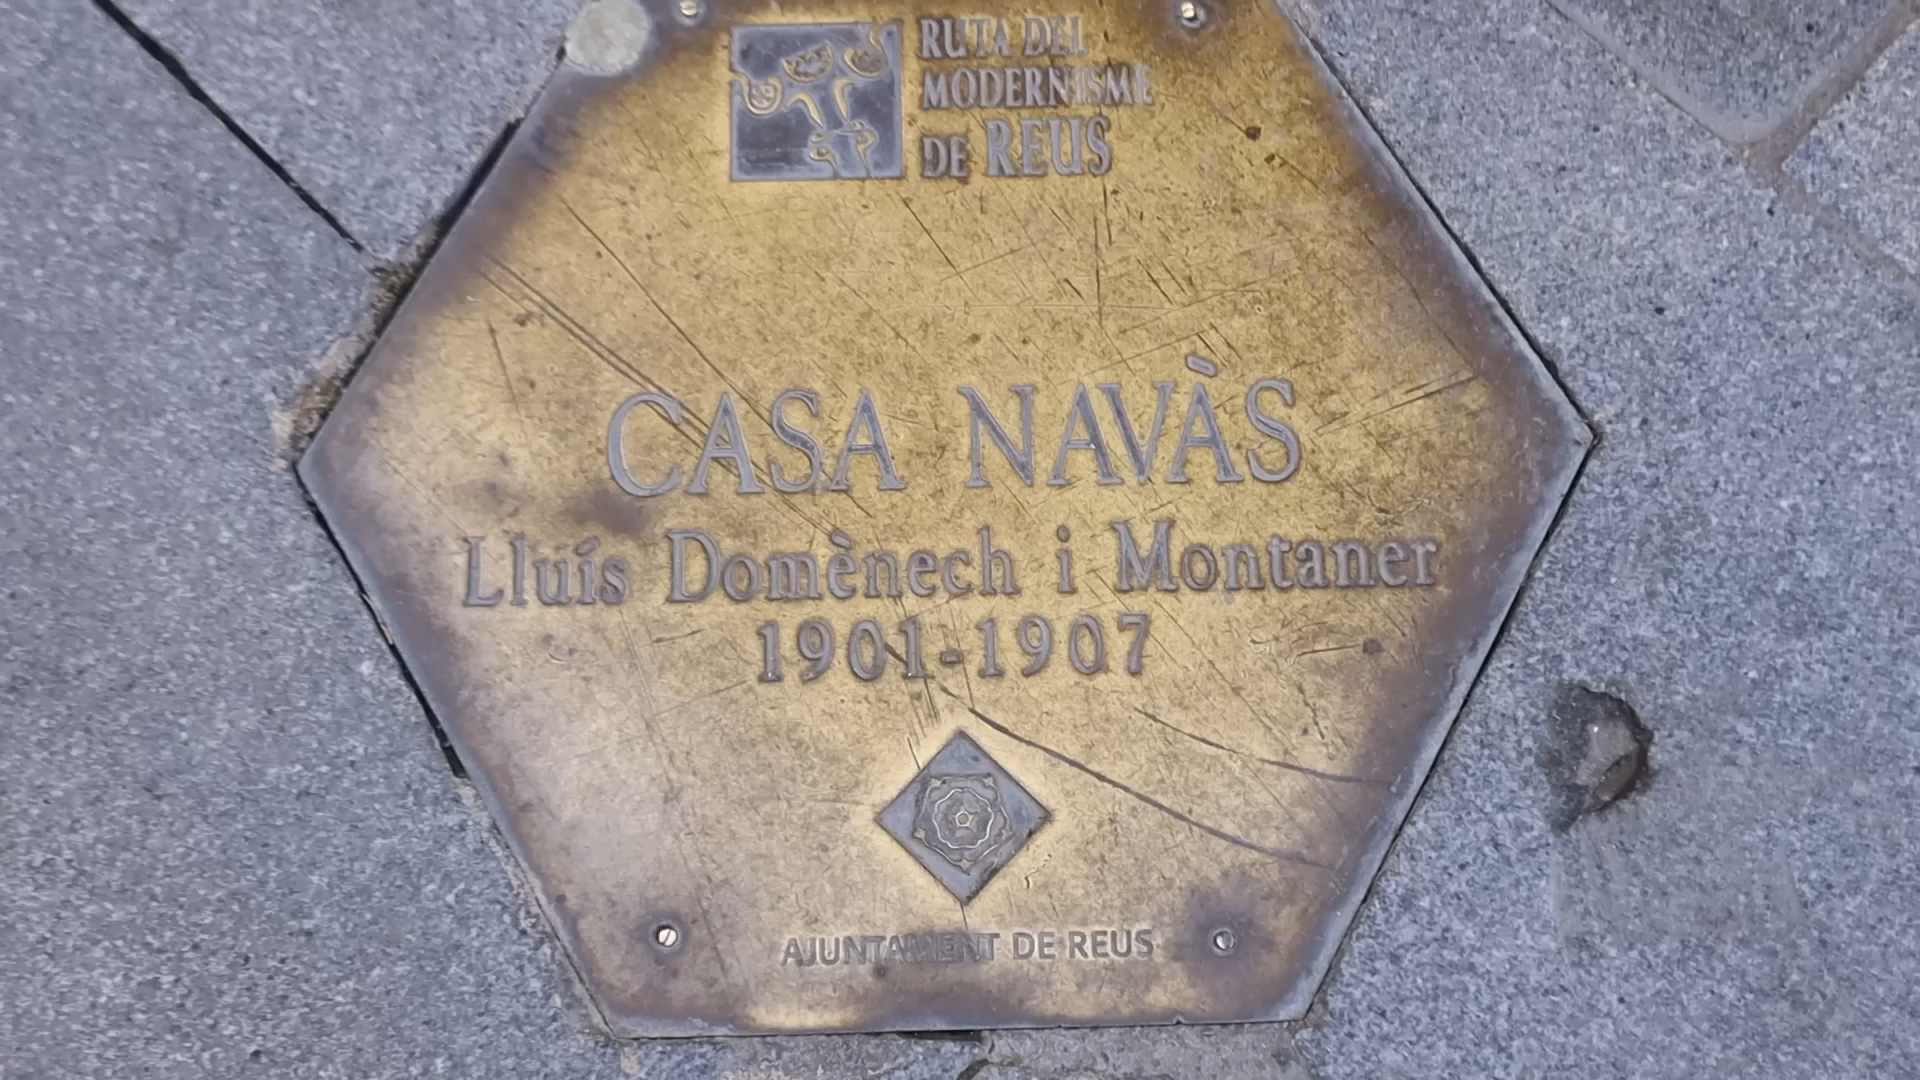 RUTA DEL
MODERNISME
DE REUS
CASA NAVÀS
Lluís Domènech i Montaner
1901-1907
AJUNTAMENT DE REUS